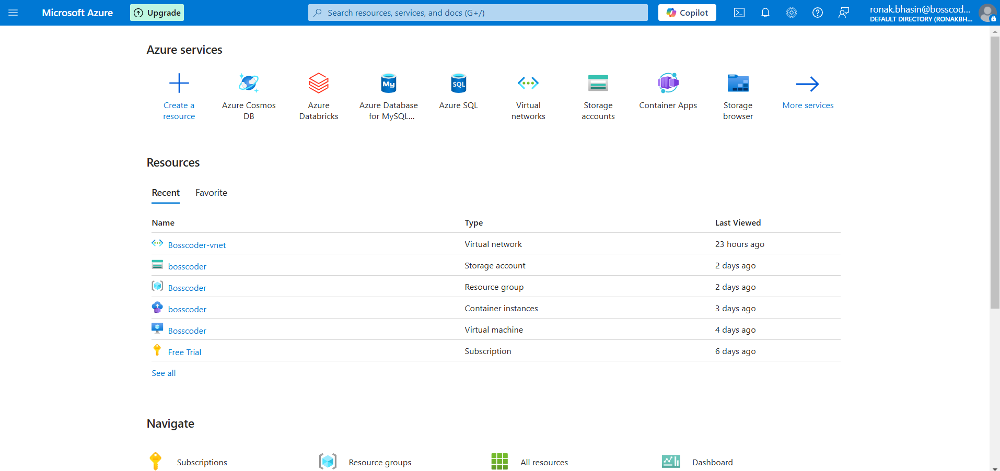 Microsoft Azure
Upgrade
Search resources, services, and docs (G+/)
Copilot
ronak.bhasin@bosscod...
DEFAULT DIRECTORY (RONAKBH...
Azure services
Create a resource
Azure Cosmos DB
Azure Databricks
My
Azure Database for MySQL...
SQL
Azure SQL
Virtual networks
Storage accounts
Container Apps
Storage browser
More services
Resources
Recent Favorite
Name Type Last Viewed
Bosscoder-vnet Virtual network 23 hours ago
bosscoder Storage account 2 days ago
Bosscoder Resource group 2 days ago
bosscoder Container instances 3 days ago
Bosscoder Virtual machine 4 days ago
Free Trial Subscription 6 days ago
See all
Navigate
Subscriptions Resource groups All resources Dashboard